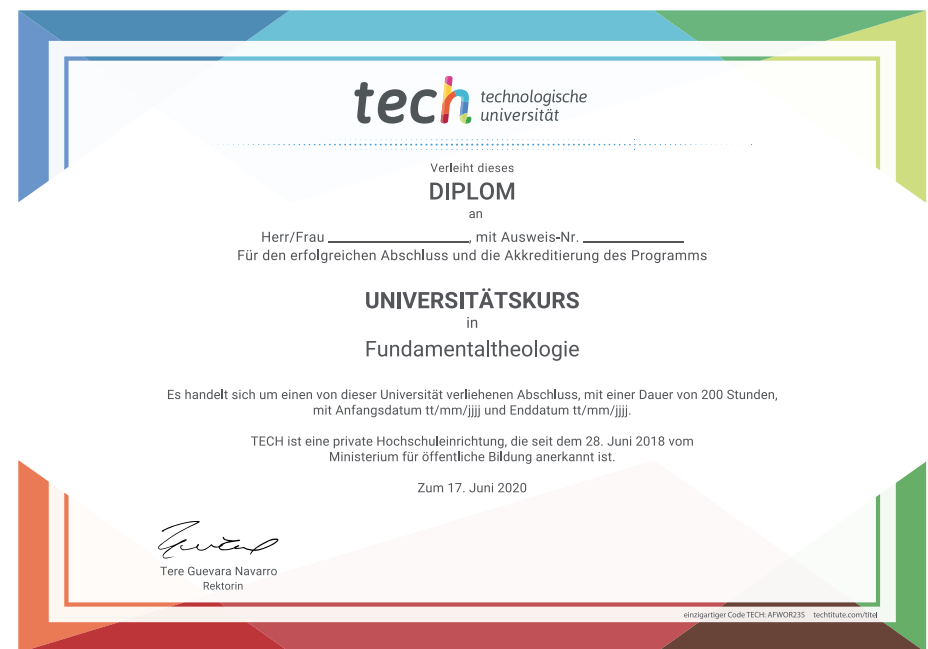 tech technologische
universität
Verleiht dieses
DIPLOM
an
Herr/Frau ____________, mit Ausweis-Nr. ____________
Für den erfolgreichen Abschluss und die Akkreditierung des Programms
UNIVERSITÄTSKURS
in
Fundamentaltheologie
Es handelt sich um einen von dieser Universität verliehenen Abschluss, mit einer Dauer von 200 Stunden,
mit Anfangsdatum tt/mm/jjjj und Enddatum tt/mm/jjjj.
TECH ist eine private Hochschuleinrichtung, die seit dem 28. Juni 2018 vom
Ministerium für öffentliche Bildung anerkannt ist.
Zum 17. Juni 2020
Tere Guevara Navarro
Rektorin
einzigartiger Code TECH: AFWOR23S techtitute.com/titel